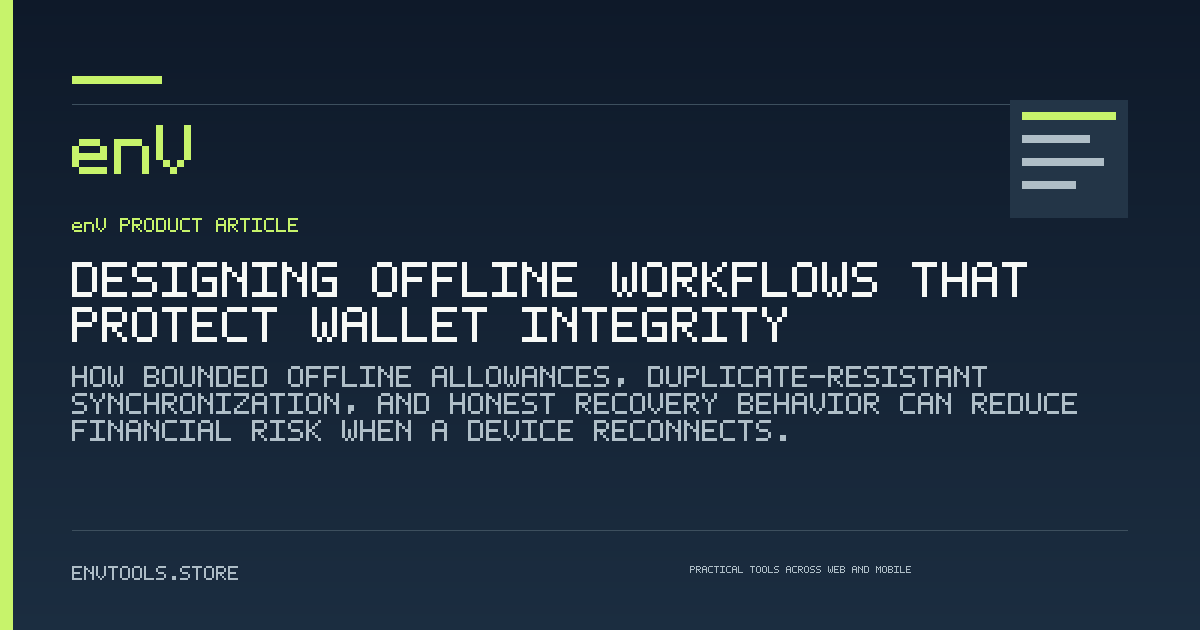 enV
enV PRODUCT ARTICLE
DESIGNING OFFLINE WORKFLOWS THAT
PROTECT WALLET INTEGRITY
HOW BOUNDED OFFLINE ALLOWANCES, DUPLICATE-RESISTANT
SYNCHRONIZATION, AND HONEST RECOVERY BEHAVIOR CAN REDUCE
FINANCIAL RISK WHEN A DEVICE RECONNECTS.
ENVTOOLS.STORE
PRACTICAL TOOLS ACROSS WEB AND MOBILE